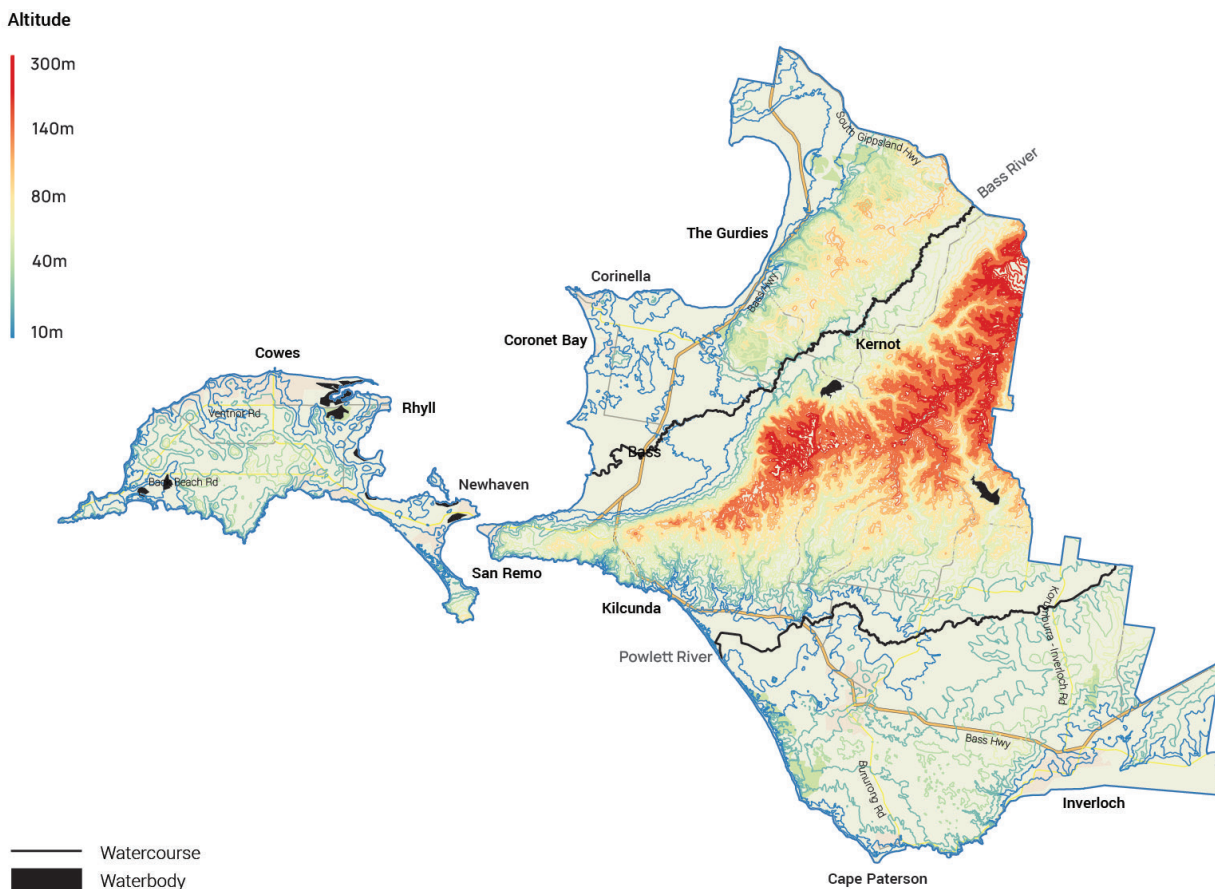 Altitude
300m
140m
80m
40m
10m
South Gippsland Hwy
Bass River
The Gurdies
Bass Hwy
Corinella
Coronet Bay
Kernot
Cowes
Rhyll
Ventnor Rd
Bass
Back Beach Rd
Newhaven
San Remo
Kilcunda
Powlett River
Korumburra - Inverloch Rd
Bass Hwy
Bunurong Rd
Inverloch
Cape Paterson
Watercourse
Waterbody